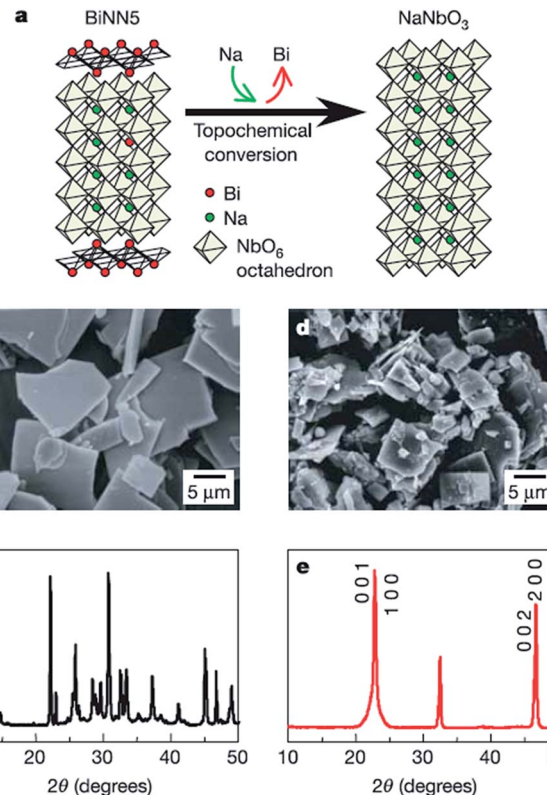 a
BiNN5
NaNbO3
Na
Bi
Topochemical
conversion
Bi
Na
NbO6
octahedron
d
5 µm
5 µm
e
0 0 1
1 0 0
0 0 2
2 0 0
20
30
40
50
10
20
30
40
2θ (degrees)
2θ (degrees)